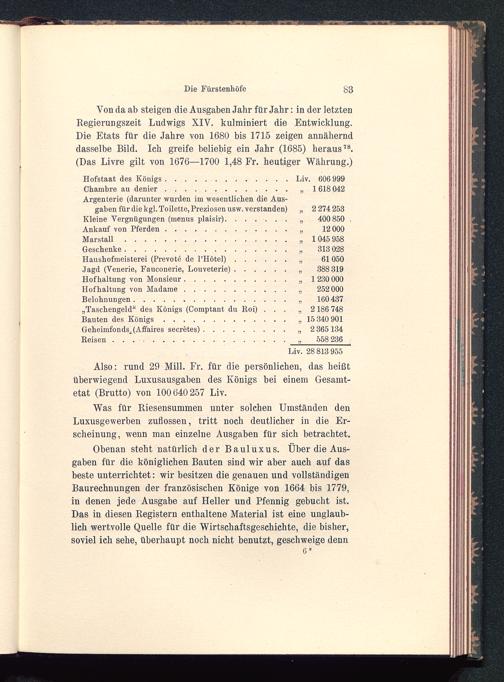 Die Fürstenhöfe 83
Von da ab steigen die Ausgaben Jahr für Jahr: in der letzten
Regierungszeit Ludwigs XIV. kulminiert die Entwicklung.
Die Etats für die Jahre von 1680 bis 1715 zeigen annähernd
dasselbe Bild. Ich greife beliebig ein Jahr (1685) heraus⁷⁸.
(Das Livre gilt von 1676—1700 1,48 Fr. heutiger Währung.)
Hofstaat des Königs . . . . . . . . . . . . . Liv. 606 999
Chambre au denier . . . . . . . . . . . . . „ 1 618 042
Argenterie (darunter wurden im wesentlichen die Aus-
gaben für die kgl. Toilette, Preziosen usw. verstanden) „ 2 274 253
Kleine Vergnügungen (menus plaisir). . . . . . . „ 400 850
Ankauf von Pferden . . . . . . . . . . . . . „ 12 000
Marstall . . . . . . . . . . . . . . . . . „ 1 045 958
Geschenke . . . . . . . . . . . . . . . . . „ 313 028
Haushofmeisterei (Prevoté de l'Hôtel) . . . . . . „ 61 050
Jagd (Venerie, Fauconerie, Louveterie) . . . . . . „ 388 319
Hofhaltung von Monsieur . . . . . . . . . . . „ 1 230 000
Hofhaltung von Madame . . . . . . . . . . . „ 252 000
Belohnungen . . . . . . . . . . . . . . . . „ 160 437
„Taschengeld“ des Königs (Comptant du Roi) . . . „ 2 186 748
Bauten des Königs . . . . . . . . . . . . . „ 15 340 901
Geheimfonds (Affaires secrètes) . . . . . . . . . „ 2 365 134
Reisen . . . . . . . . . . . . . . . . . . „ 558 236
Liv. 28 813 955
Also: rund 29 Mill. Fr. für die persönlichen, das heißt
überwiegend Luxusausgaben des Königs bei einem Gesamt-
etat (Brutto) von 100 640 257 Liv.
Was für Riesensummen unter solchen Umständen den
Luxusgewerben zuflossen, tritt noch deutlicher in die Er-
scheinung, wenn man einzelne Ausgaben für sich betrachtet.
Obenan steht natürlich der Bauluxus. Über die Aus-
gaben für die königlichen Bauten sind wir aber auch auf das
beste unterrichtet: wir besitzen die genauen und vollständigen
Baurechnungen der französischen Könige von 1664 bis 1779,
in denen jede Ausgabe auf Heller und Pfennig gebucht ist.
Das in diesen Registern enthaltene Material ist eine unglaub-
lich wertvolle Quelle für die Wirtschaftsgeschichte, die bisher,
soviel ich sehe, überhaupt noch nicht benutzt, geschweige denn
6*